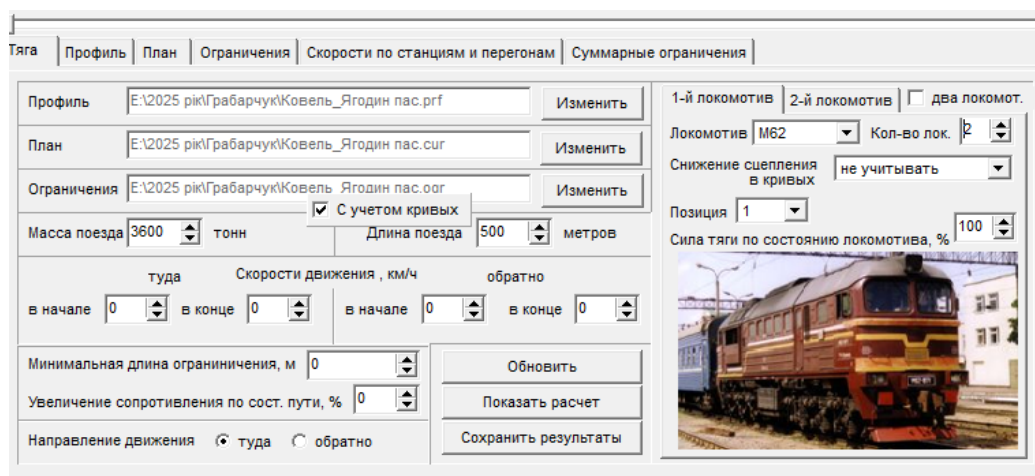 Тяга Профиль План Ограничения Скорости по станциям и перегонам Суммарные ограничения
Профиль E:\2025 рік\Грабарчук\Ковель_Ягодин пас.prf Изменить
План E:\2025 рік\Грабарчук\Ковель_Ягодин пас.cur Изменить
Ограничения E:\2025 рік\Грабарчук\Ковель_Ягодин пас.ogr Изменить
С учетом кривых
Масса поезда 3600 тонн Длина поезда 500 метров
туда Скорости движения , км/ч обратно
в начале 0 в конце 0 в начале 0 в конце 0
Минимальная длина ограниничения, м 0
Увеличение сопротивления по сост. пути, % 0
Направление движения туда обратно
Обновить
Показать расчет
Сохранить результаты
1-й локомотив 2-й локомотив два локомот.
Локомотив М62 Кол-во лок. 2
Снижение сцепления
в кривых не учитывать
Позиция 1
Сила тяги по состоянию локомотива, % 100